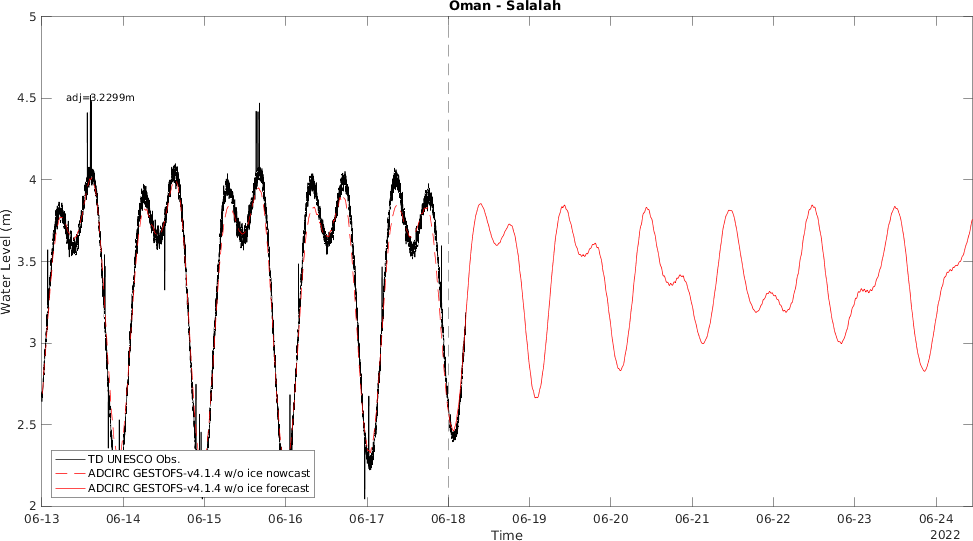 Oman - Salalah
5
4.5
4
3.5
3
2.5
2
Water Level (m)
adj=3.2299m
TD UNESCO Obs.
ADCIRC GESTOFS-v4.1.4 w/o ice nowcast
ADCIRC GESTOFS-v4.1.4 w/o ice forecast
06-13 06-14 06-15 06-16 06-17 06-18 06-19 06-20 06-21 06-22 06-23 06-24
Time 2022